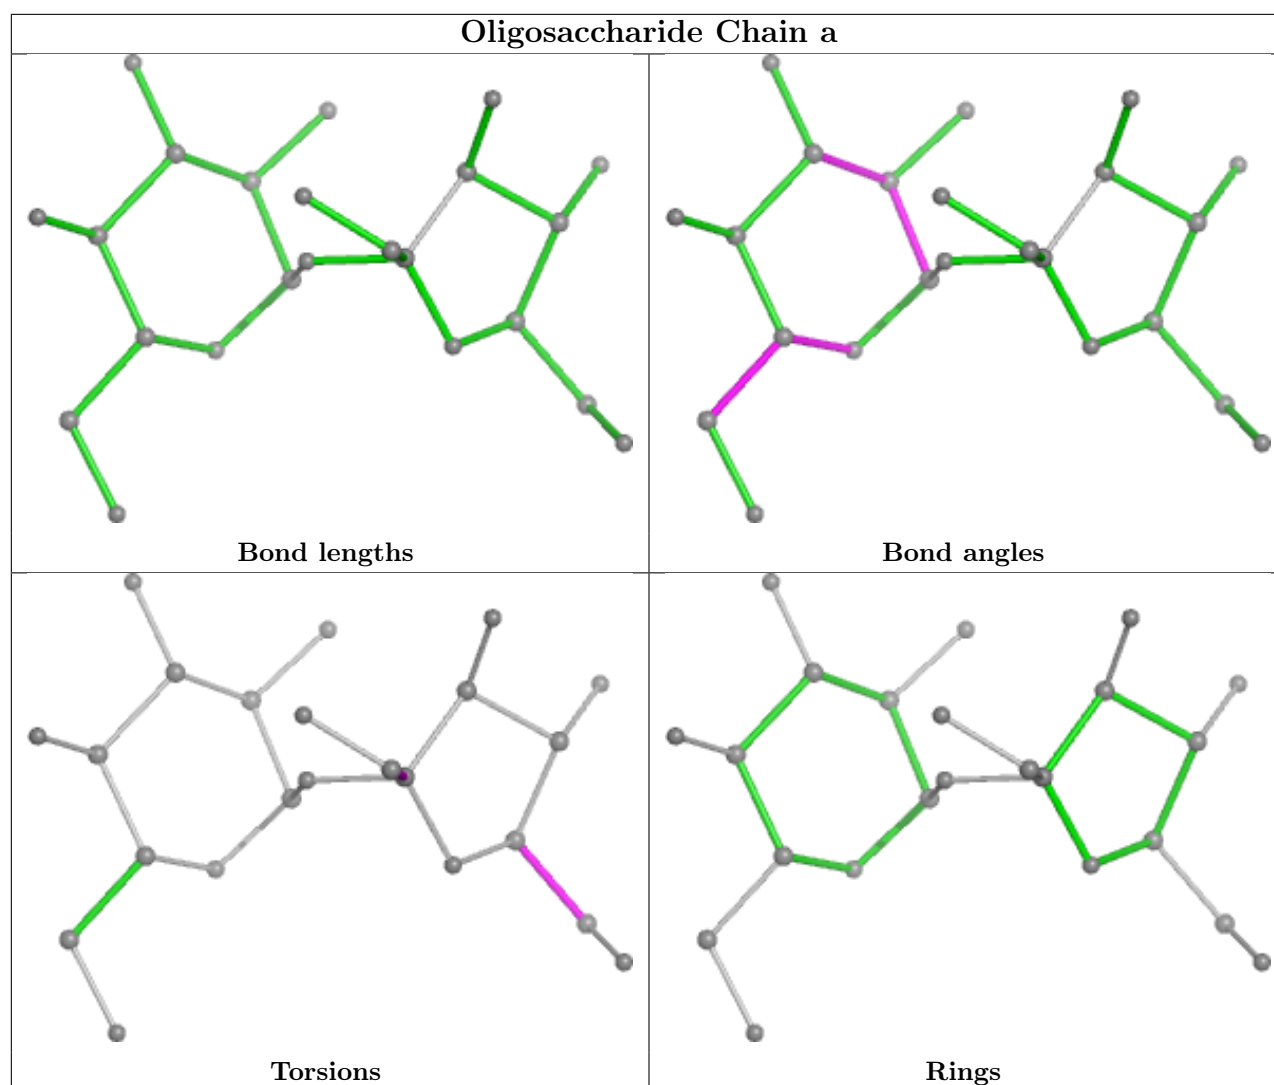 Oligosaccharide Chain a
Bond lengths
Bond angles
Torsions
Rings